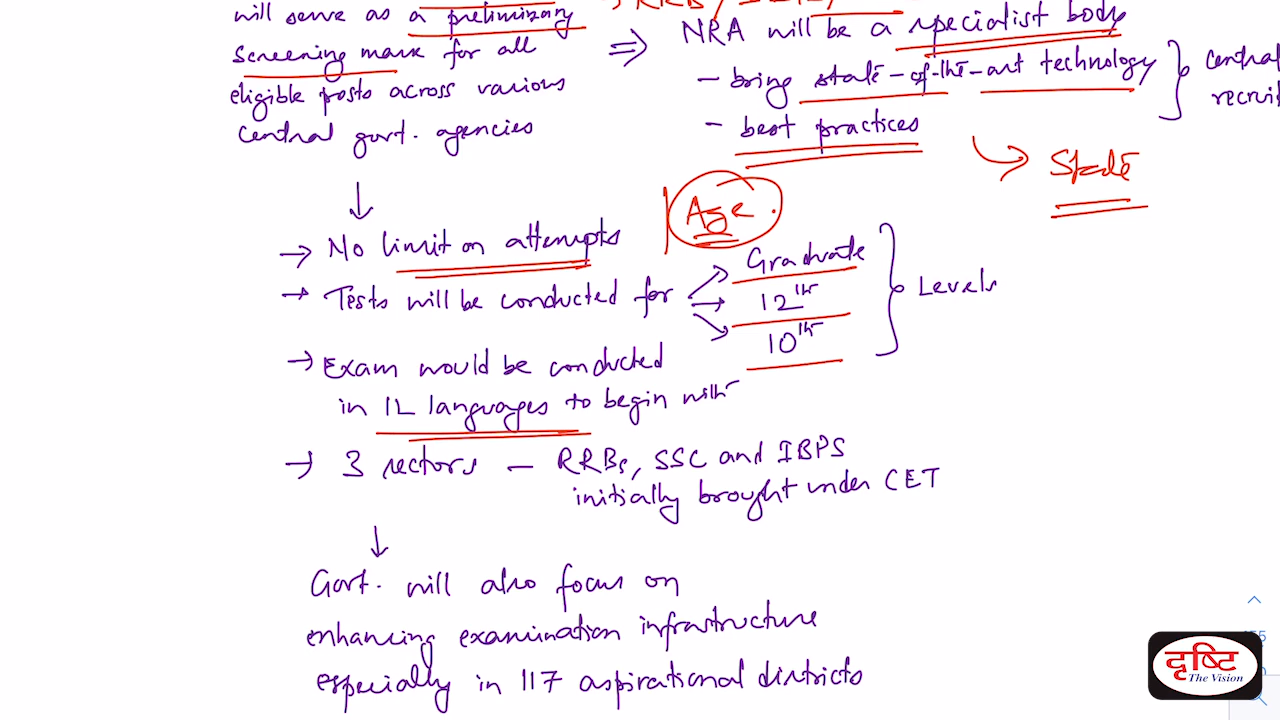 will serve as a preliminary
screening mark for all
eligible posts across various
central govt. agencies
NRA will be a specialist body
- bring state-of-the-art technology
- best practices
central
recruit
State
No limit on attempts
Age
Tests will be conducted for
Graduate
12th
10th
Levels
Exam would be conducted
in 12 languages to begin with
3 sectors - RRBs, SSC and IBPS
initially brought under CET
Govt. will also focus on
enhancing examination infrastructure
especially in 117 aspirational districts
दृष्टि
The Vision